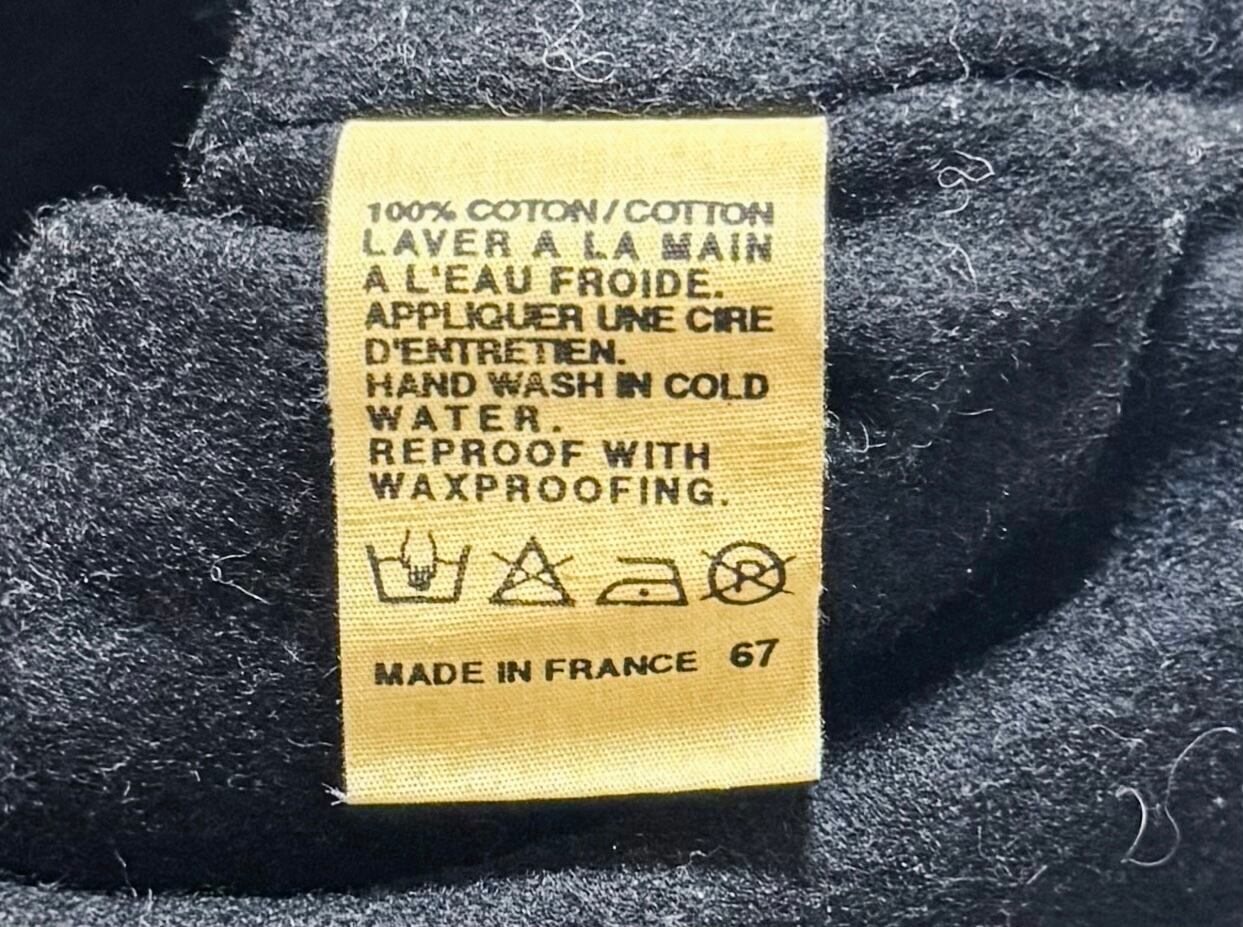 100% COTON/COTTON
LAVER A LA MAIN
A L'EAU FROIDE.
APPLIQUER UNE CIRE
D'ENTRETIEN.
HAND WASH IN COLD
WATER.
REPROOF WITH
WAXPROOFING.
R
MADE IN FRANCE 67